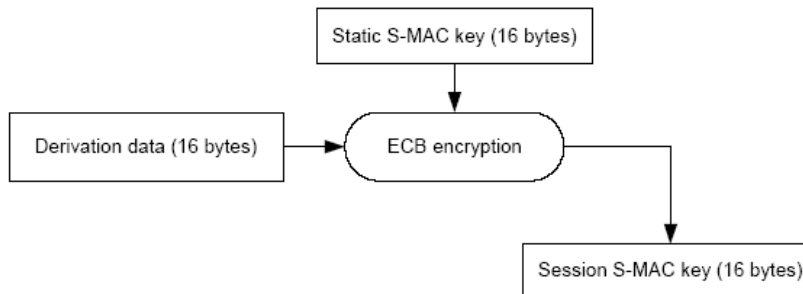 Static S-MAC key (16 bytes)
Derivation data (16 bytes)
ECB encryption
Session S-MAC key (16 bytes)